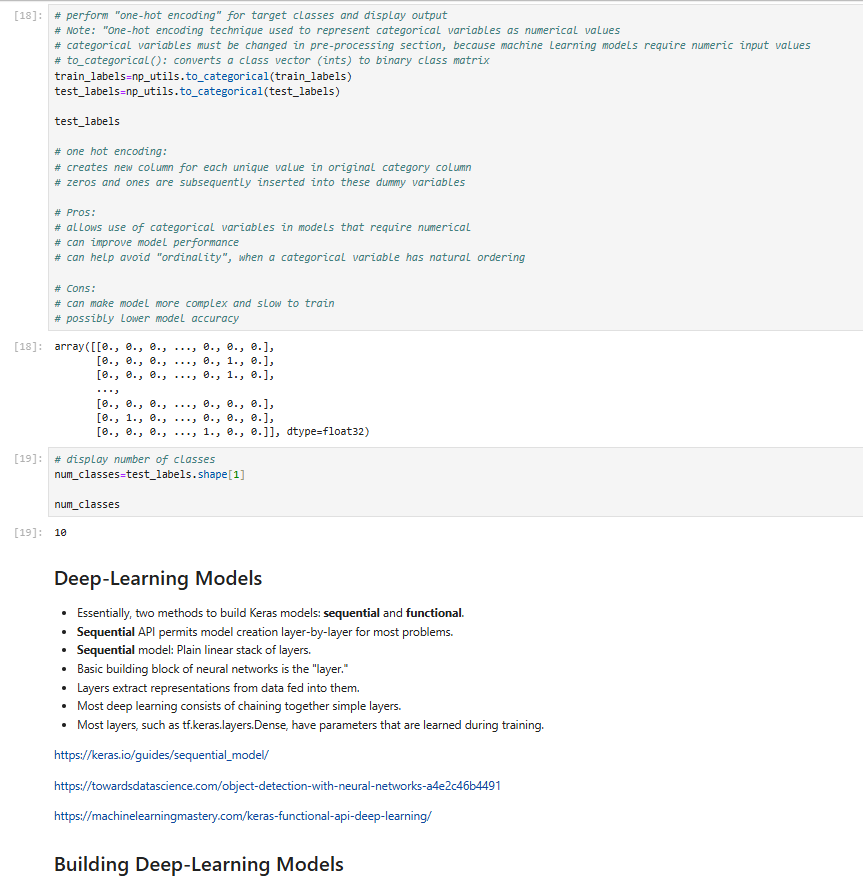 [18]: # perform "one-hot encoding" for target classes and display output
# Note: "One-hot encoding technique used to represent categorical variables as numerical values
# categorical variables must be changed in pre-processing section, because machine learning models require numeric input values
# to_categorical(): converts a class vector (ints) to binary class matrix
train_labels=np_utils.to_categorical(train_labels)
test_labels=np_utils.to_categorical(test_labels)
test_labels
# one hot encoding:
# creates new column for each unique value in original category column
# zeros and ones are subsequently inserted into these dummy variables
# Pros:
# allows use of categorical variables in models that require numerical
# can improve model performance
# can help avoid "ordinality", when a categorical variable has natural ordering
# Cons:
# can make model more complex and slow to train
# possibly lower model accuracy
[18]: array([[0., 0., 0., ..., 0., 0., 0.],
[0., 0., 0., ..., 0., 1., 0.],
[0., 0., 0., ..., 0., 1., 0.],
...,
[0., 0., 0., ..., 0., 0., 0.],
[0., 1., 0., ..., 0., 0., 0.],
[0., 0., 0., ..., 1., 0., 0.]], dtype=float32)
[19]: # display number of classes
num_classes=test_labels.shape[1]
num_classes
[19]: 10
Deep-Learning Models
• Essentially, two methods to build Keras models: sequential and functional.
• Sequential API permits model creation layer-by-layer for most problems.
• Sequential model: Plain linear stack of layers.
• Basic building block of neural networks is the "layer."
• Layers extract representations from data fed into them.
• Most deep learning consists of chaining together simple layers.
• Most layers, such as tf.keras.layers.Dense, have parameters that are learned during training.
https://keras.io/guides/sequential_model/
https://towardsdatascience.com/object-detection-with-neural-networks-a4e2c46b4491
https://machinelearningmastery.com/keras-functional-api-deep-learning/
Building Deep-Learning Models